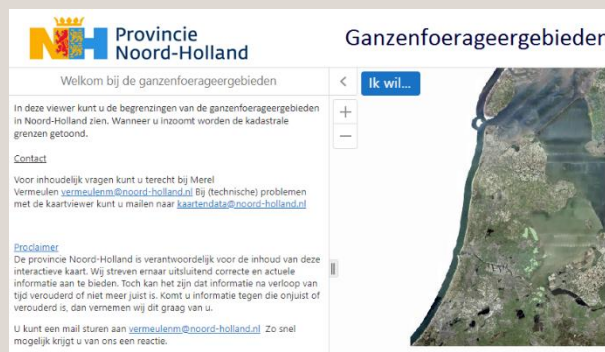 Provincie
Noord-Holland
Ganzenfoerageergebieden
Welkom bij de ganzenfoerageergebieden
Ik wil...
In deze viewer kunt u de begrenzingen van de ganzenfoerageergebieden
in Noord-Holland zien. Wanneer u inzoomt worden de kadastrale
grenzen getoond.
Contact
Voor inhoudelijk vragen kunt u terecht bij Merel
Vermeulen vermeulenm@noord-holland.nl Bij (technische) problemen
met de kaartviewer kunt u mailen naar kaartendata@noord-holland.nl
Proclaimer
De provincie Noord-Holland is verantwoordelijk voor de inhoud van deze
interactieve kaart. Wij streven ernaar uitsluitend correcte en actuele
informatie aan te bieden. Toch kan het zijn dat informatie na verloop van
tijd verouderd of niet meer juist is. Komt u informatie tegen die onjuist of
verouderd is, dan vernemen wij dit graag van u.
U kunt een mail sturen aan vermeulenm@noord-holland.nl Zo snel
mogelijk krijgt u van ons een reactie.